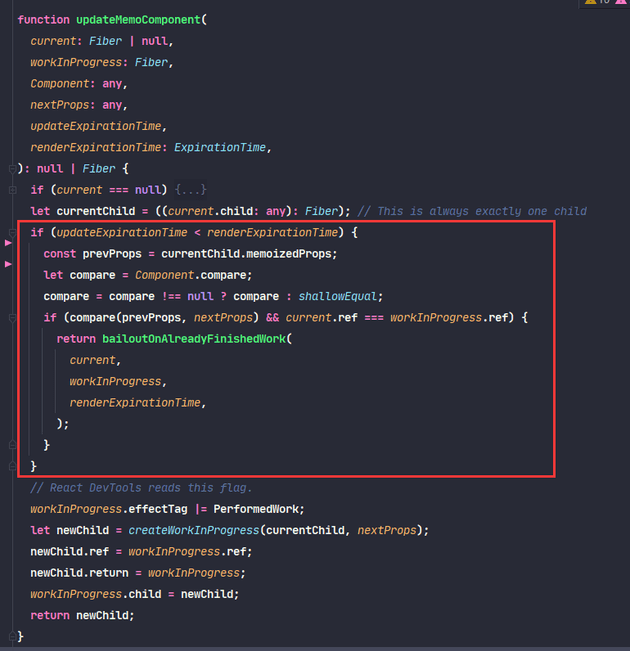 10
function updateMemoComponent(
  current: Fiber | null,
  workInProgress: Fiber,
  Component: any,
  nextProps: any,
  updateExpirationTime,
  renderExpirationTime: ExpirationTime,
): null | Fiber {
  if (current === null) {...}
  let currentChild = ((current.child: any): Fiber); // This is always exactly one child
  if (updateExpirationTime < renderExpirationTime) {
    const prevProps = currentChild.memoizedProps;
    let compare = Component.compare;
    compare = compare !== null ? compare : shallowEqual;
    if (compare(prevProps, nextProps) && current.ref === workInProgress.ref) {
      return bailoutOnAlreadyFinishedWork(
        current,
        workInProgress,
        renderExpirationTime,
      );
    }
  }
  // React DevTools reads this flag.
  workInProgress.effectTag |= PerformedWork;
  let newChild = createWorkInProgress(currentChild, nextProps);
  newChild.ref = workInProgress.ref;
  newChild.return = workInProgress;
  workInProgress.child = newChild;
  return newChild;
}